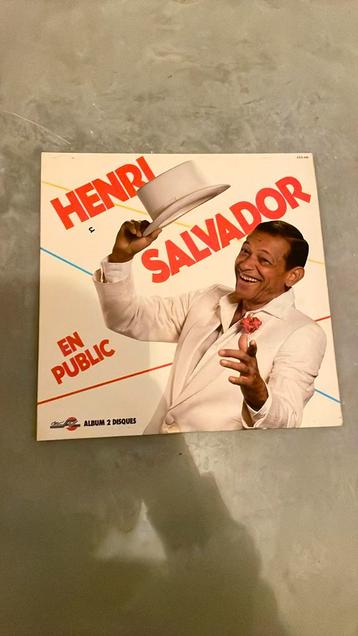 HENRI
SALVADOR
EN
PUBLIC
ALBUM 2 DISQUES